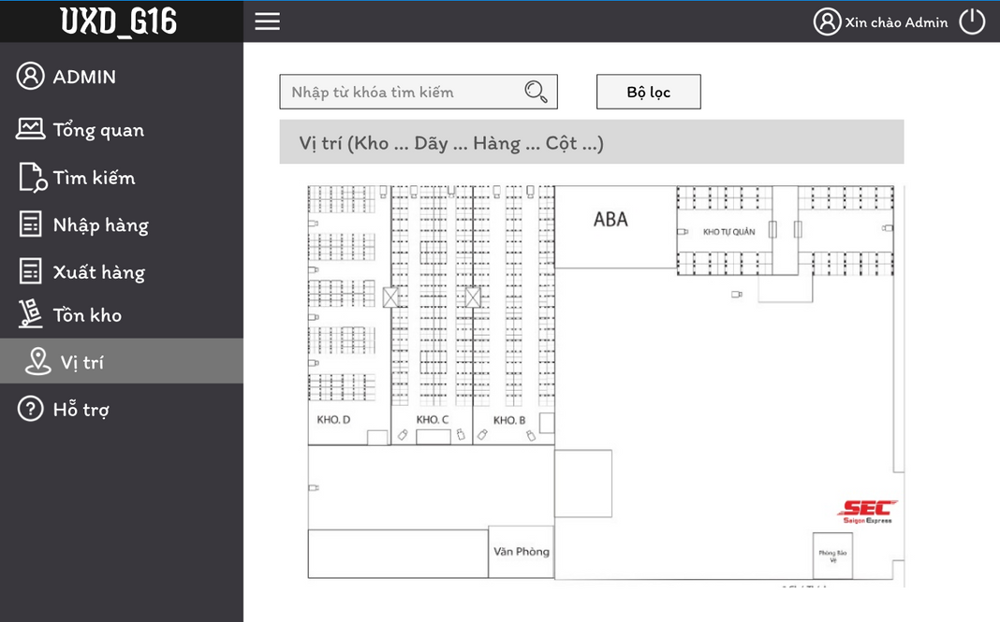 UXD_G16
Xin chào Admin
ADMIN
Tổng quan
Tìm kiếm
Nhập hàng
Xuất hàng
Tồn kho
Vị trí
Hỗ trợ
Nhập từ khóa tìm kiếm
Bộ lọc
Vị trí (Kho ... Dãy ... Hàng ... Cột ...)
ABA
KHO TỰ QUẢN
KHO. D
KHO. C
KHO. B
SEC
Saigon Express
Văn Phòng
Phòng Bảo
Vệ